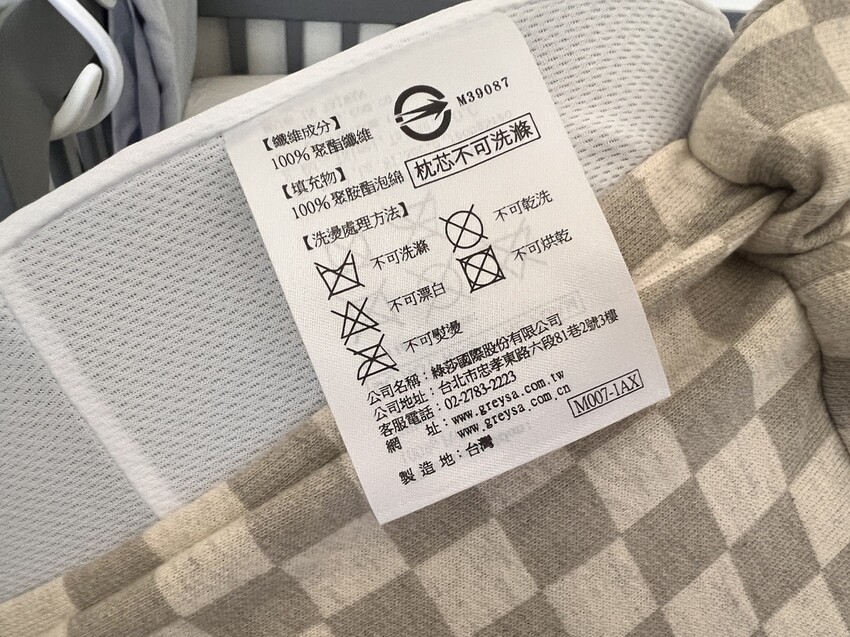 M39087
【纖維成分】
100% 聚酯纖維
【填充物】
100% 聚胺酯泡綿
枕芯不可洗滌
【洗燙處理方法】
不可洗滌
不可乾洗
不可漂白
不可烘乾
不可熨燙
公司名稱：綠莎國際股份有限公司
公司地址：台北市忠孝東路六段81巷2號3樓
客服電話：02-2783-2223
網　　址：www.greysa.com.tw
www.greysa.com.cn
製造地：台灣
M007-1AX